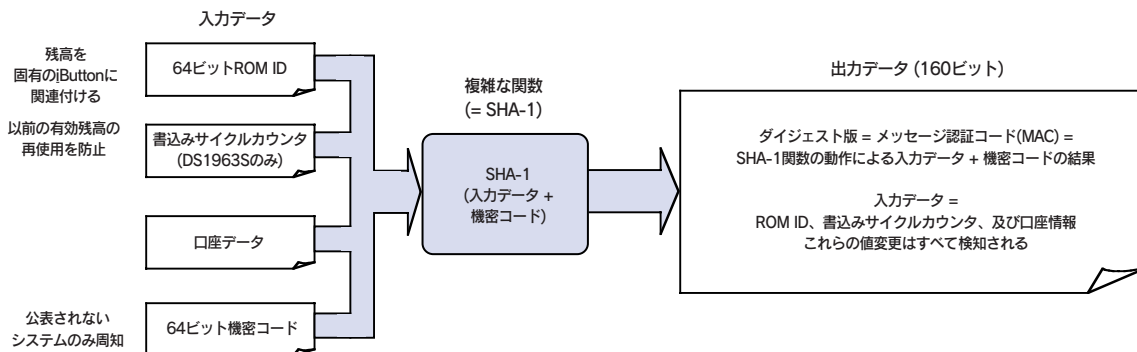 入力データ
残高を
固有のiButtonに
関連付ける
64ビットROM ID
以前の有効残高の
再使用を防止
書込みサイクルカウンタ
(DS1963Sのみ)
口座データ
公表されない
システムのみ周知
64ビット機密コード
複雑な関数
(= SHA-1)
SHA-1
(入力データ +
機密コード)
出力データ (160ビット)
ダイジェスト版 = メッセージ認証コード(MAC) =
SHA-1関数の動作による入力データ + 機密コードの結果
入力データ =
ROM ID、書込みサイクルカウンタ、及び口座情報
これらの値変更はすべて検知される